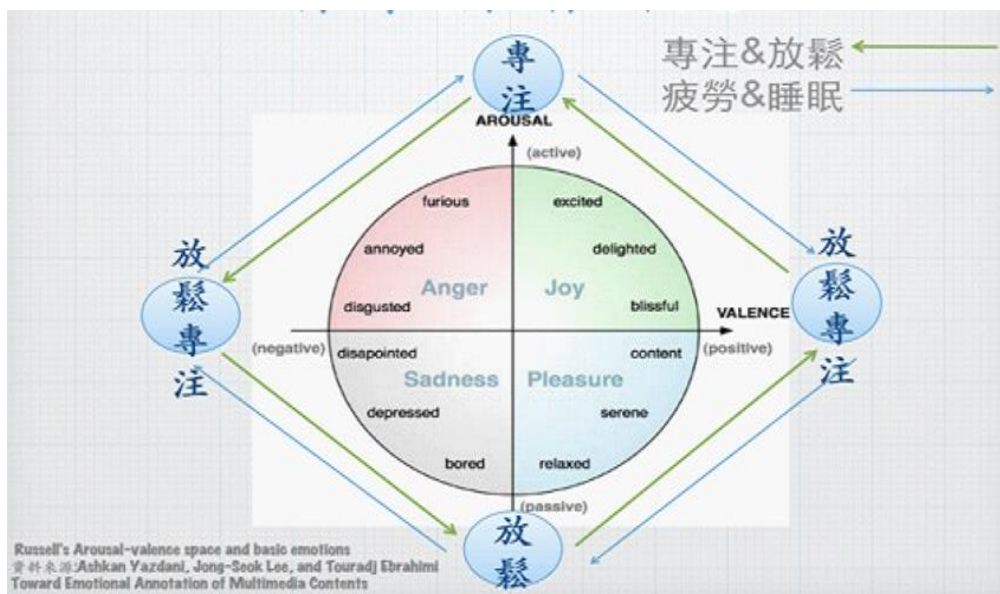 專注&放鬆
疲勞&睡眠
專
注
AROUSAL
(active)
furious
excited
annoyed
delighted
Anger
Joy
disgusted
blissful
VALENCE
放
鬆
專
注
放
鬆
專
注
(negative)
(positive)
disapointed
content
Sadness
Pleasure
depressed
serene
bored
relaxed
(passive)
放
鬆
Russell's Arousal-valence space and basic emotions
資料來源:Ashkan Yazdani, Jong-Seok Lee, and Touradj Ebrahimi
Toward Emotional Annotation of Multimedia Contents